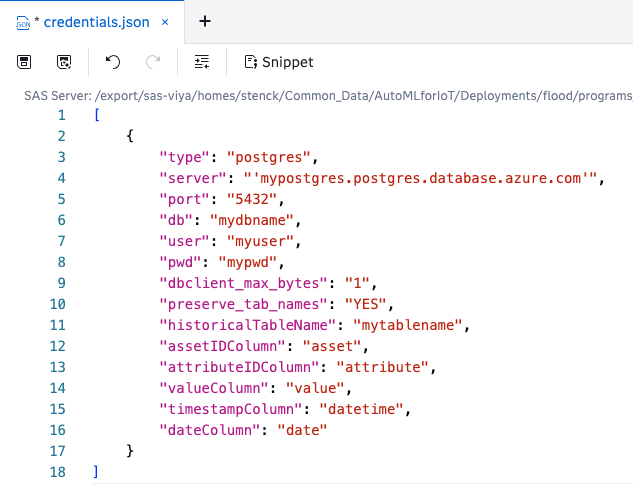 JSON * credentials.json × +
Snippet
SAS Server: /export/sas-viya/homes/stenck/Common_Data/AutoMLforIoT/Deployments/flood/programs/
1 [
2 {
3 "type": "postgres",
4 "server": "'mypostgres.postgres.database.azure.com'",
5 "port": "5432",
6 "db": "mydbname",
7 "user": "myuser",
8 "pwd": "mypwd",
9 "dbclient_max_bytes": "1",
10 "preserve_tab_names": "YES",
11 "historicalTableName": "mytablename",
12 "assetIDColumn": "asset",
13 "attributeIDColumn": "attribute",
14 "valueColumn": "value",
15 "timestampColumn": "datetime",
16 "dateColumn": "date"
17 }
18 ]